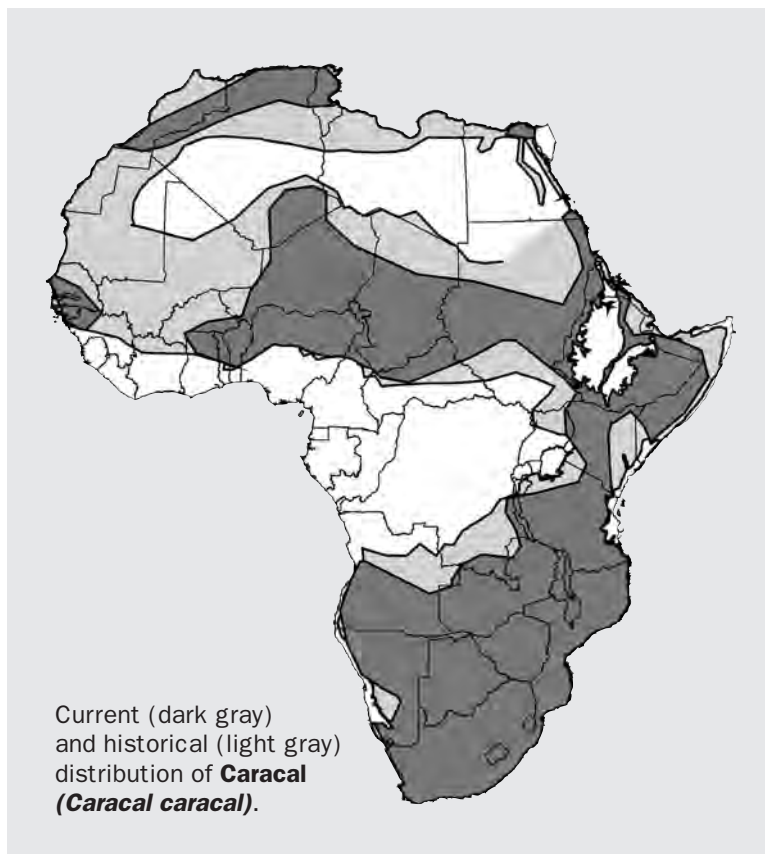 Current (dark gray)
and historical (light gray)
distribution of Caracal
(Caracal caracal).